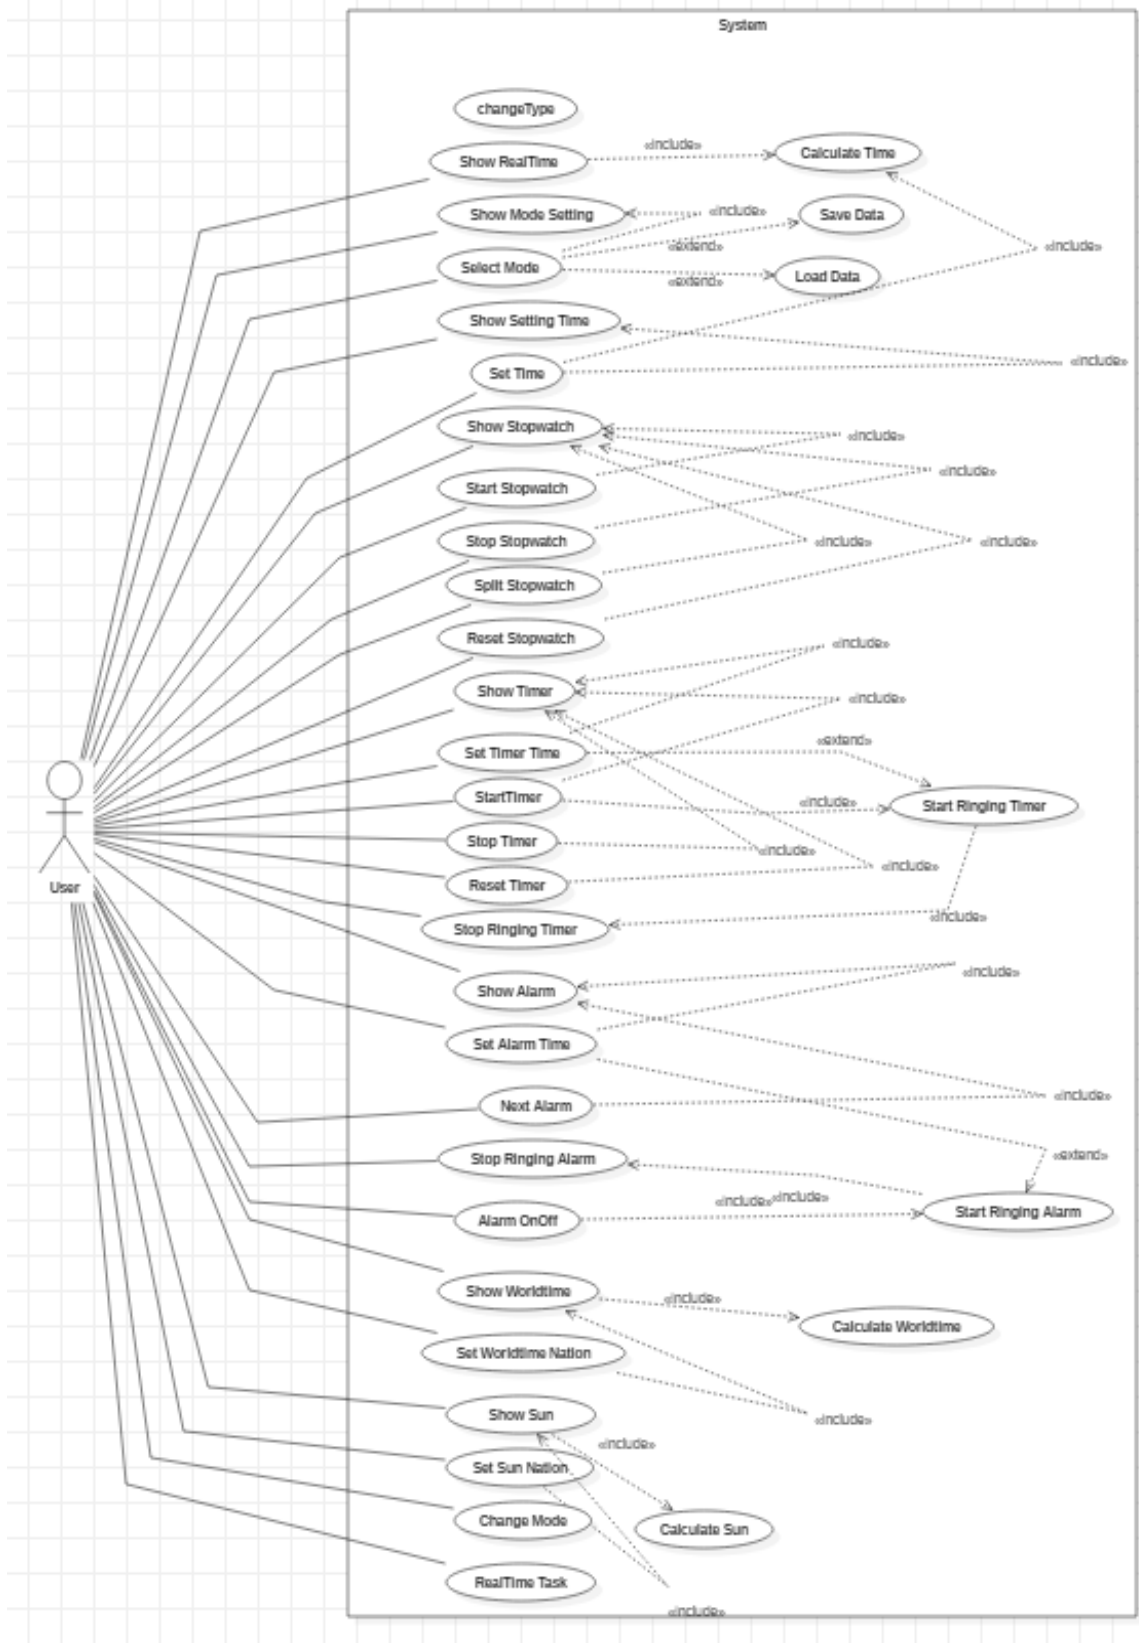 System
changeType
Show RealTime
«include»
Calculate Time
Show Mode Setting
«include»
Save Data
«extend»
«include»
Select Mode
«extend»
Load Data
Show Setting Time
«include»
Set Time
Show Stopwatch
«include»
«include»
Start Stopwatch
Stop Stopwatch
«include»
«include»
Split Stopwatch
Reset Stopwatch
«include»
Show Timer
«include»
«extend»
Set Timer Time
StartTimer
«include»
Start Ringing Timer
Stop Timer
«include»
«include»
Reset Timer
User
«include»
Stop Ringing Timer
«include»
Show Alarm
Set Alarm Time
«include»
Next Alarm
«extend»
Stop Ringing Alarm
«include»
«include»
Start Ringing Alarm
Alarm OnOff
Show Worldtime
«include»
Calculate Worldtime
Set Worldtime Nation
«include»
Show Sun
«include»
Set Sun Nation
Change Mode
Calculate Sun
RealTime Task
«include»